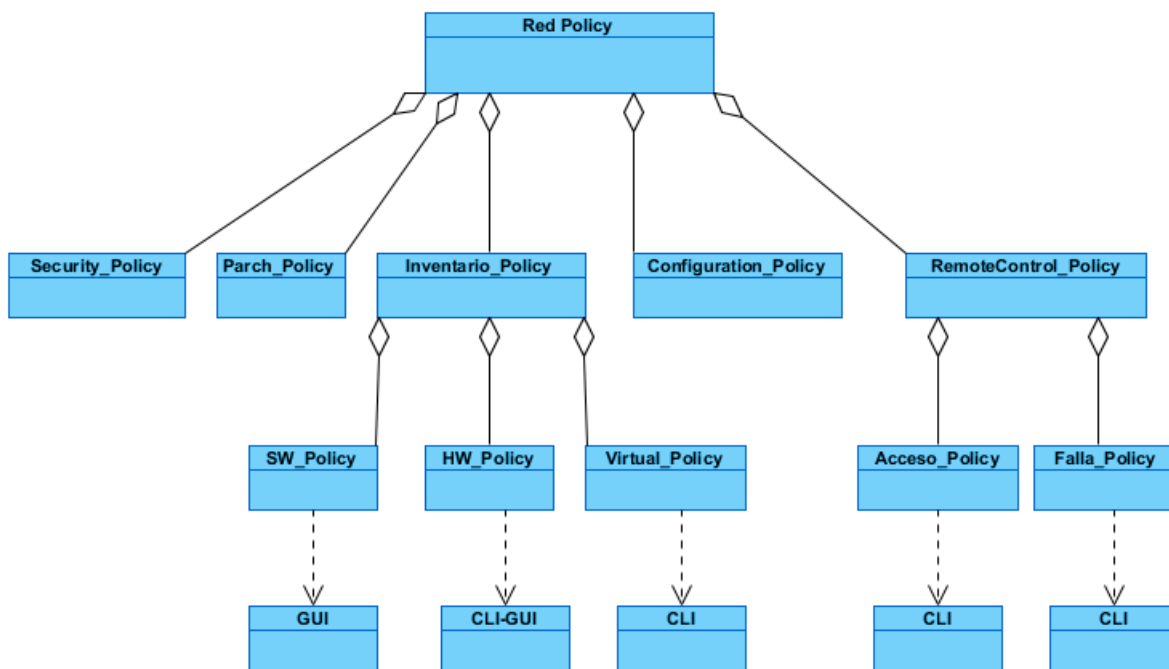 Red Policy
Security_Policy
Parch_Policy
Inventario_Policy
Configuration_Policy
RemoteControl_Policy
SW_Policy
HW_Policy
Virtual_Policy
Acceso_Policy
Falla_Policy
GUI
CLI-GUI
CLI
CLI
CLI